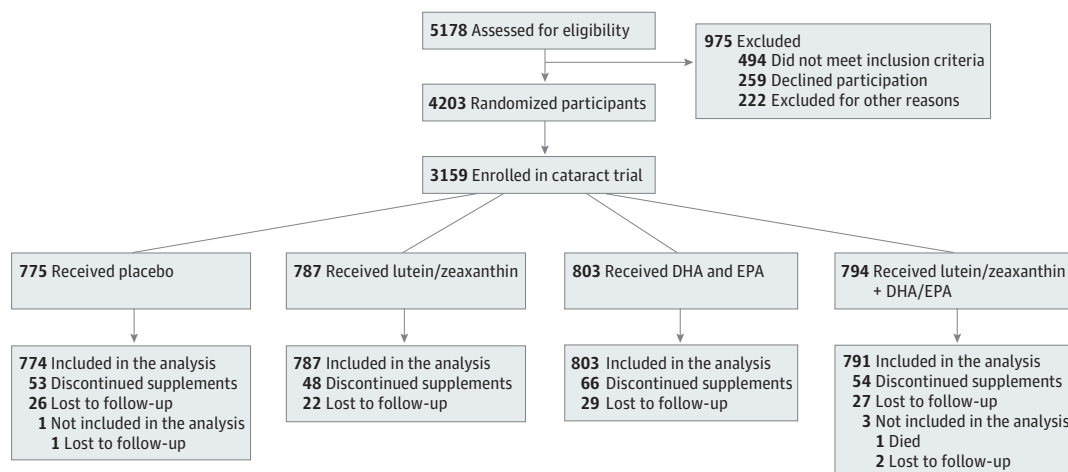 5178 Assessed for eligibility
975 Excluded
494 Did not meet inclusion criteria
259 Declined participation
222 Excluded for other reasons
4203 Randomized participants
3159 Enrolled in cataract trial
775 Received placebo
787 Received lutein/zeaxanthin
803 Received DHA and EPA
794 Received lutein/zeaxanthin
+ DHA/EPA
774 Included in the analysis
53 Discontinued supplements
26 Lost to follow-up
1 Not included in the analysis
1 Lost to follow-up
787 Included in the analysis
48 Discontinued supplements
22 Lost to follow-up
803 Included in the analysis
66 Discontinued supplements
29 Lost to follow-up
791 Included in the analysis
54 Discontinued supplements
27 Lost to follow-up
3 Not included in the analysis
1 Died
2 Lost to follow-up